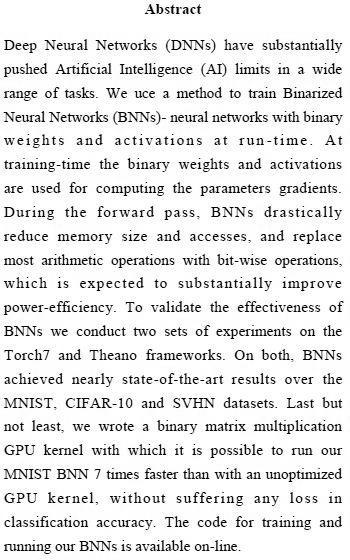 Abstract
Deep Neural Networks (DNNs) have substantially
pushed Artificial Intelligence (AI) limits in a wide
range of tasks. We uce a method to train Binarized
Neural Networks (BNNs)- neural networks with binary
weights and activations at run-time. At
training-time the binary weights and activations
are used for computing the parameters gradients.
During the forward pass, BNNs drastically
reduce memory size and accesses, and replace
most arithmetic operations with bit-wise operations,
which is expected to substantially improve
power-efficiency. To validate the effectiveness of
BNNs we conduct two sets of experiments on the
Torch7 and Theano frameworks. On both, BNNs
achieved nearly state-of-the-art results over the
MNIST, CIFAR-10 and SVHN datasets. Last but
not least, we wrote a binary matrix multiplication
GPU kernel with which it is possible to run our
MNIST BNN 7 times faster than with an unoptimized
GPU kernel, without suffering any loss in
classification accuracy. The code for training and
running our BNNs is available on-line.